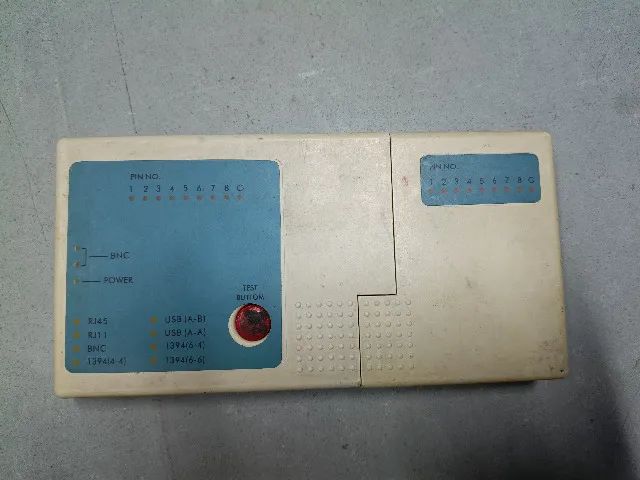 PIN NO.
1 2 3 4 5 6 7 8 G
BNC
POWER
TEST
BUTTOM
RJ45
RJ11
BNC
1394(4-4)
USB (A-B)
USB (A-A)
1394(6-4)
1394(6-6)
PIN NO.
1 2 3 4 5 6 7 8 G